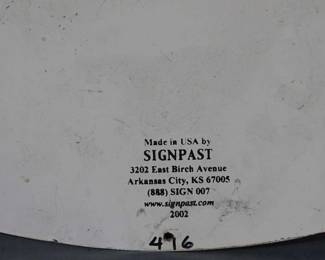 Made in USA by
SIGNPAST
3202 East Birch Avenue
Arkansas City, KS 67005
(888) SIGN 007
www.signpast.com
2002
496